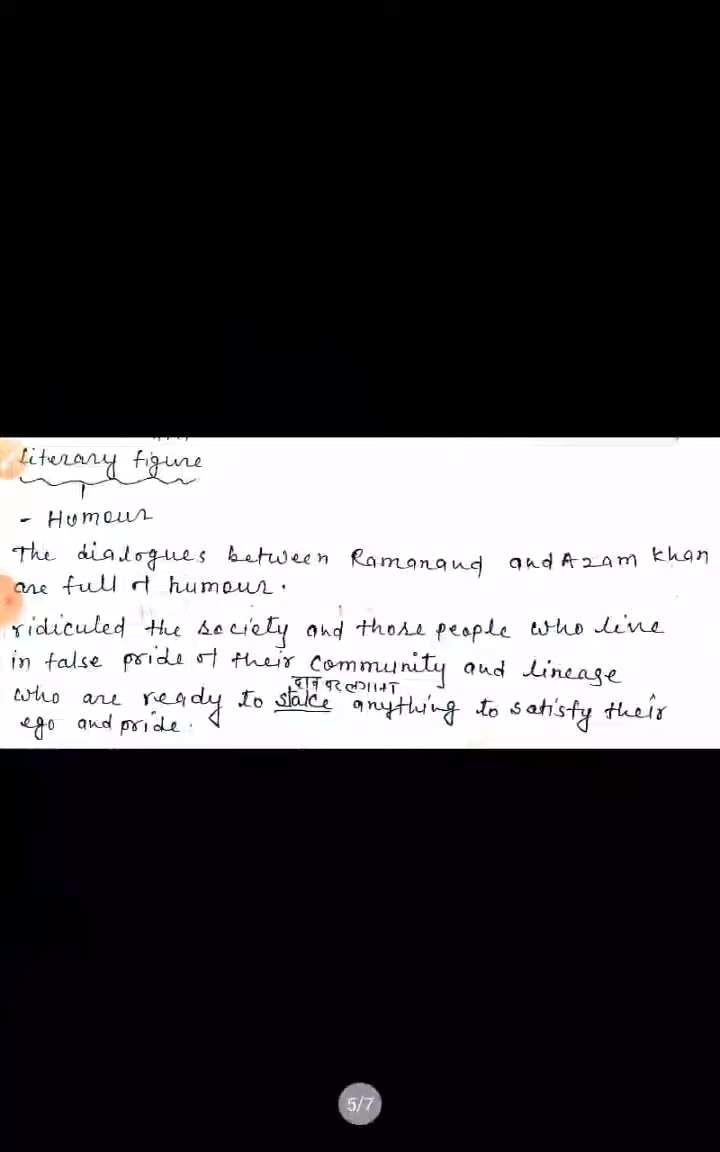 literary figure
- Humour
The dialogues between Ramanand and Azam Khan
are full of humour.
ridiculed the society and those people who live
in false pride of their community and lineage
दाव पर लगाना
who are ready to stake anything to satisfy their
ego and pride.
5/7